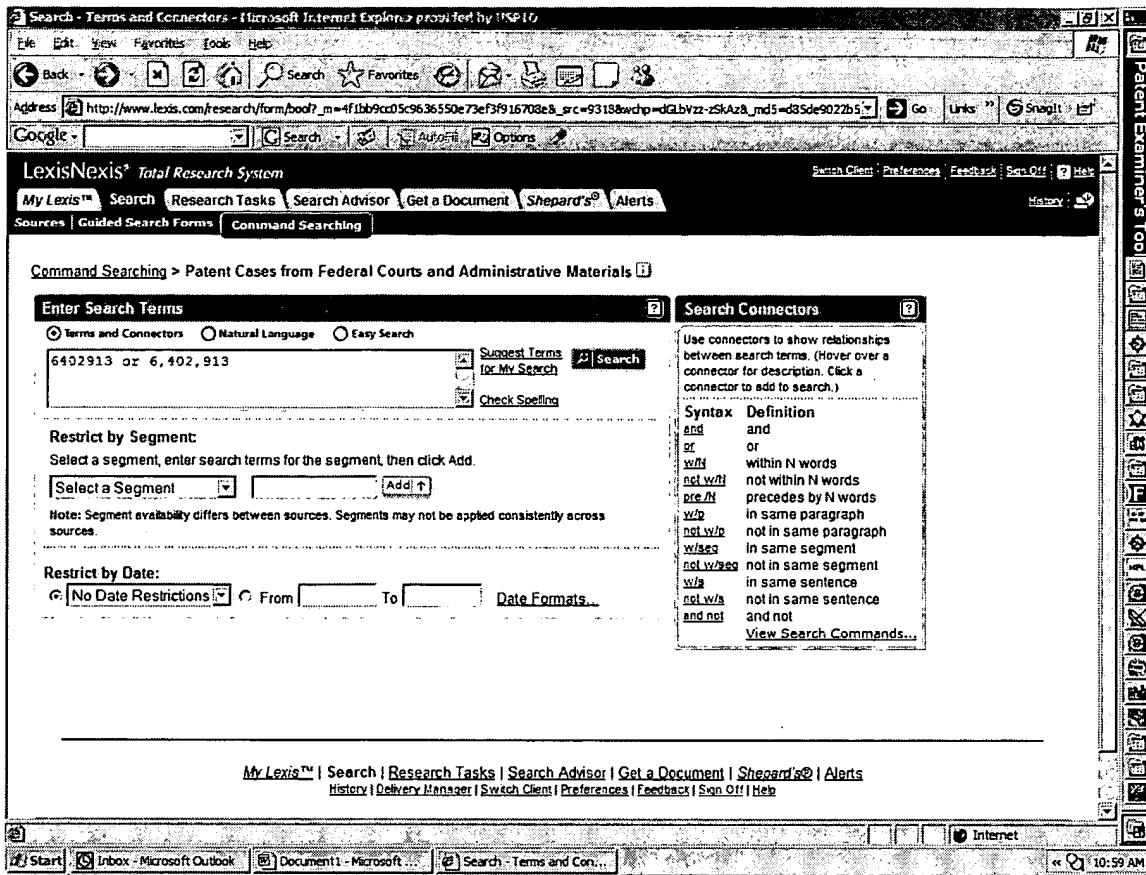 Search - Terms and Connectors - Microsoft Internet Explorer provided by USPTO
File Edit View Favorites Tools Help
Back Search Favorites
Address http://www.lexis.com/research/form/bool?_m=4f1bb9cc05c9636550e73ef3f916708e&_src=9318&wchp=dGLbVzz-zSkAz&_md5=d85de9022b5 Go Links » SnagIt
Google - Search AutoFill Options
LexisNexis® Total Research System
Switch Client Preferences Feedback Sign Off ? Help
My Lexis™ Search Research Tasks Search Advisor Get a Document Shepard's® Alerts
History
Sources Guided Search Forms Command Searching
Command Searching > Patent Cases from Federal Courts and Administrative Materials i
Enter Search Terms ?
Terms and Connectors Natural Language Easy Search
6402913 or 6,402,913
Suggest Terms for My Search
Search
Check Spelling
Restrict by Segment:
Select a segment, enter search terms for the segment, then click Add.
Select a Segment Add ↑
Note: Segment availability differs between sources. Segments may not be applied consistently across
sources.
Restrict by Date:
No Date Restrictions From To Date Formats...
Search Connectors ?
Use connectors to show relationships
between search terms. (Hover over a
connector for description. Click a
connector to add to search.)
Syntax Definition
and and
or or
w/N within N words
not w/N not within N words
pre /N precedes by N words
w/p in same paragraph
not w/p not in same paragraph
w/seg in same segment
not w/seg not in same segment
w/s in same sentence
not w/s not in same sentence
and not and not
View Search Commands...
My Lexis™ | Search | Research Tasks | Search Advisor | Get a Document | Shepard's® | Alerts
History | Delivery Manager | Switch Client | Preferences | Feedback | Sign Off | Help
Internet
Start Inbox - Microsoft Outlook Document1 - Microsoft ... Search - Terms and Con... « 10:59 AM
Patent Examiner's Tool